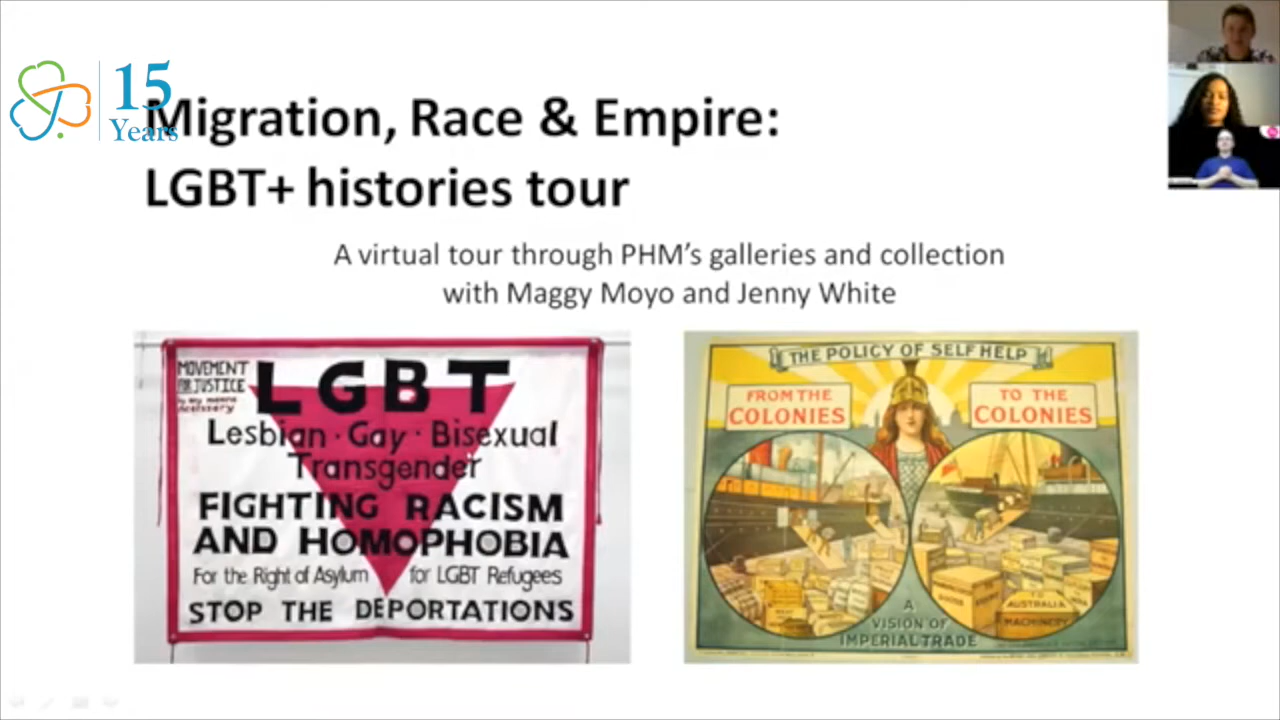 15
Years
Migration, Race & Empire:
LGBT+ histories tour
A virtual tour through PHM's galleries and collection
with Maggy Moyo and Jenny White
MOVEMENT
FOR JUSTICE
by any means
necessary
LGBT
Lesbian · Gay · Bisexual
Transgender
FIGHTING RACISM
AND HOMOPHOBIA
For the Right of Asylum for LGBT Refugees
STOP THE DEPORTATIONS
THE POLICY OF SELF HELP
FROM THE
COLONIES
TO THE
COLONIES
TO
AUSTRALIA
MACHINERY
A
VISION OF
IMPERIAL TRADE